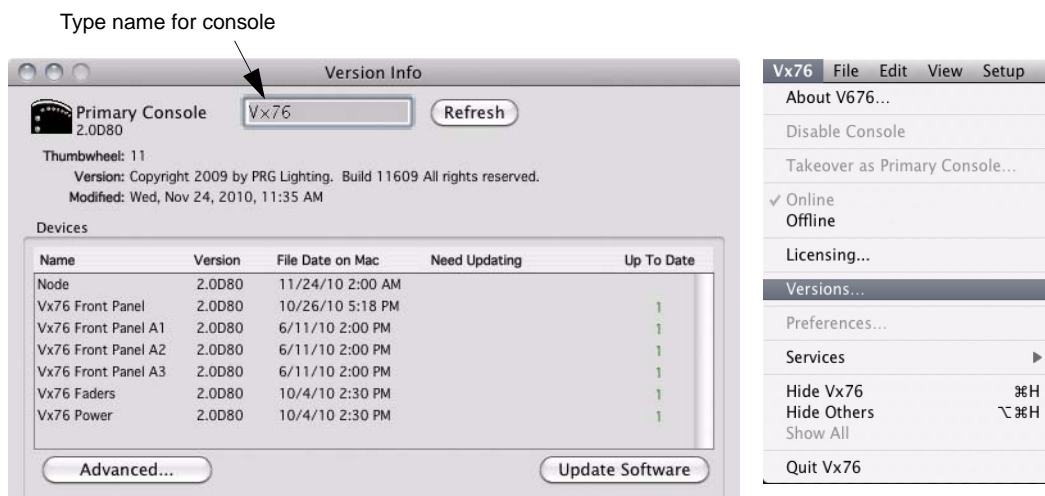 Type name for console
Version Info
Primary Console
2.0D80
Vx76
Refresh
Thumbwheel: 11
Version: Copyright 2009 by PRG Lighting. Build 11609 All rights reserved.
Modified: Wed, Nov 24, 2010, 11:35 AM
Devices
Name Version File Date on Mac Need Updating Up To Date
Node 2.0D80 11/24/10 2:00 AM
Vx76 Front Panel 2.0D80 10/26/10 5:18 PM 1
Vx76 Front Panel A1 2.0D80 6/11/10 2:00 PM 1
Vx76 Front Panel A2 2.0D80 6/11/10 2:00 PM 1
Vx76 Front Panel A3 2.0D80 6/11/10 2:00 PM 1
Vx76 Faders 2.0D80 10/4/10 2:30 PM 1
Vx76 Power 2.0D80 10/4/10 2:30 PM 1
Advanced...
Update Software
Vx76 File Edit View Setup
About V676...
Disable Console
Takeover as Primary Console...
✓ Online
Offline
Licensing...
Versions...
Preferences...
Services ▶
Hide Vx76 ⌘H
Hide Others ⌥⌘H
Show All
Quit Vx76